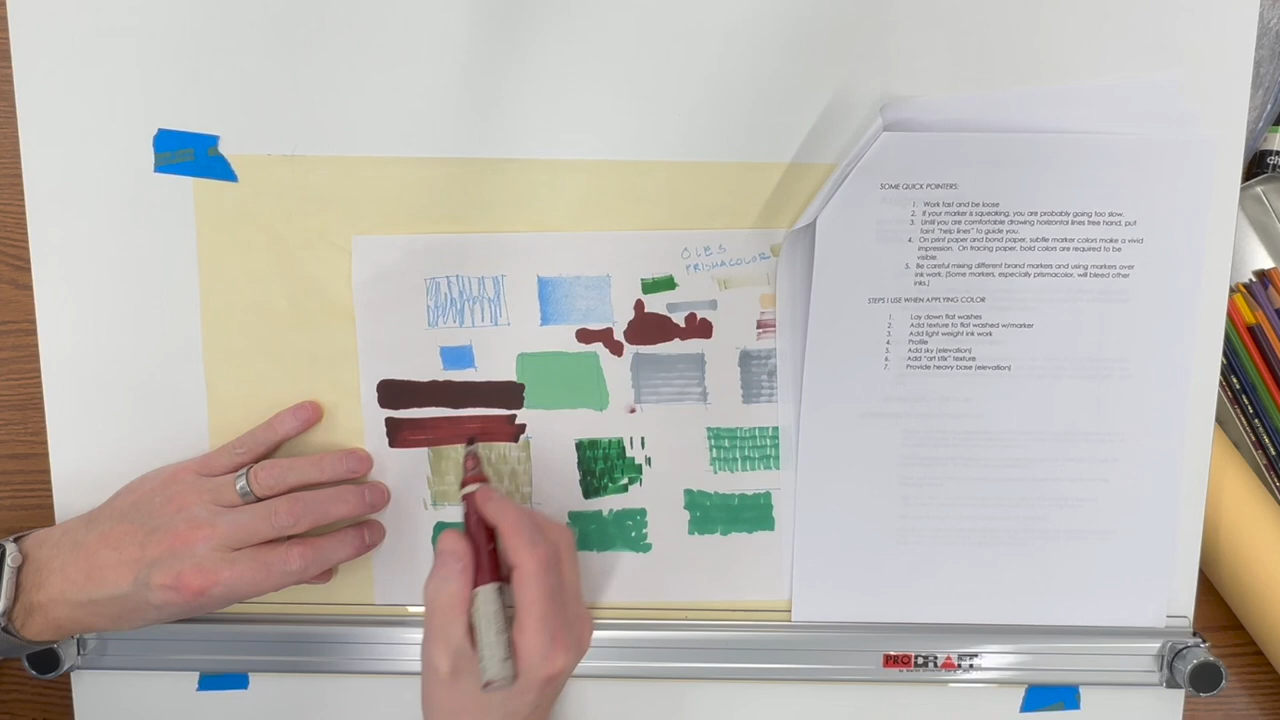 OLES
PRISMACOLOR
SOME QUICK POINTERS:
1. Work fast and be loose
2. If your marker is squeaking, you are probably going too slow.
3. Until you are comfortable drawing horizontal lines free hand, put
faint "help lines" to guide you.
4. On print paper and bond paper, subtle marker colors make a vivid
impression. On tracing paper, bold colors are required to be
visible.
5. Be careful mixing different brand markers and using markers over
ink work. (Some markers, especially prismacolor, will bleed other
inks.)
STEPS I USE WHEN APPLYING COLOR
1. Lay down flat washes
2. Add texture to flat washed w/marker
3. Add light weight ink work
4. Profile
5. Add sky (elevation)
6. Add "art stix" texture
7. Provide heavy base (elevation)
PRO DRAFT